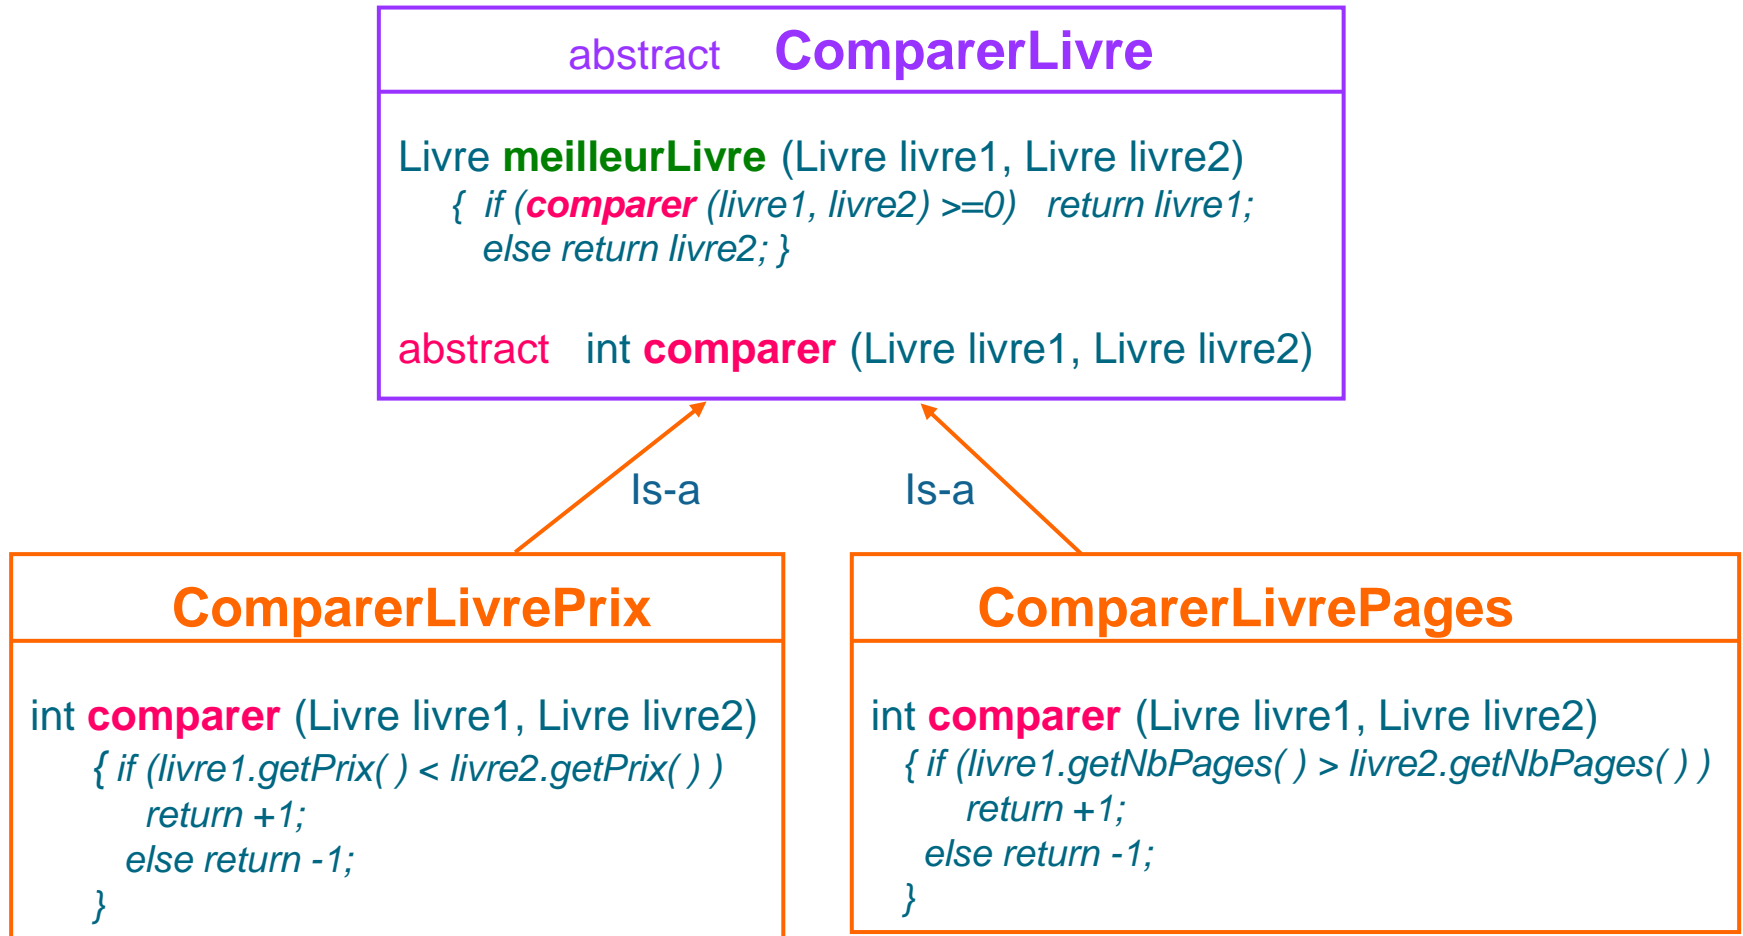 abstract ComparerLivre
Livre meilleurLivre (Livre livre1, Livre livre2)
{ if (comparer (livre1, livre2) >=0) return livre1;
else return livre2; }
abstract int comparer (Livre livre1, Livre livre2)
Is-a
Is-a
ComparerLivrePrix
int comparer (Livre livre1, Livre livre2)
{ if (livre1.getPrix( ) < livre2.getPrix( ) )
return +1;
else return -1;
}
ComparerLivrePages
int comparer (Livre livre1, Livre livre2)
{ if (livre1.getNbPages( ) > livre2.getNbPages( ) )
return +1;
else return -1;
}